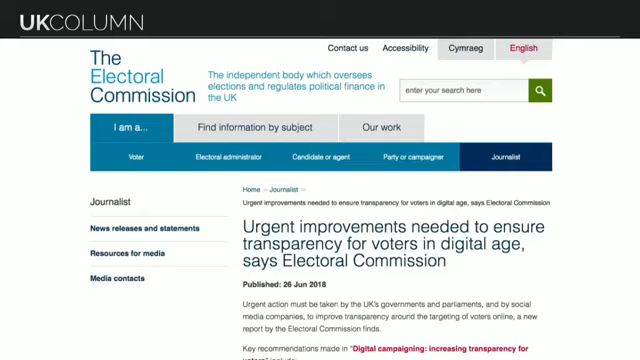 UKCOLUMN
Contact us
Accessibility
Cymraeg
English
The
Electoral
Commission
The independent body which oversees
elections and regulates political finance in
the UK
enter your search here
I am a...
Find information by subject
Our work
Voter
Electoral administrator
Candidate or agent
Party or campaigner
Journalist
Journalist
News releases and statements
Resources for media
Media contacts
Home
Journalist
Urgent improvements needed to ensure transparency for voters in digital age, says Electoral Commission
Urgent improvements needed to ensure
transparency for voters in digital age,
says Electoral Commission
Published: 26 Jun 2018
Urgent action must be taken by the UK's governments and parliaments, and by social
media companies, to improve transparency around the targeting of voters online, a new
report by the Electoral Commission finds.
Key recommendations made in "Digital campaigning: increasing transparency for
voters" include: